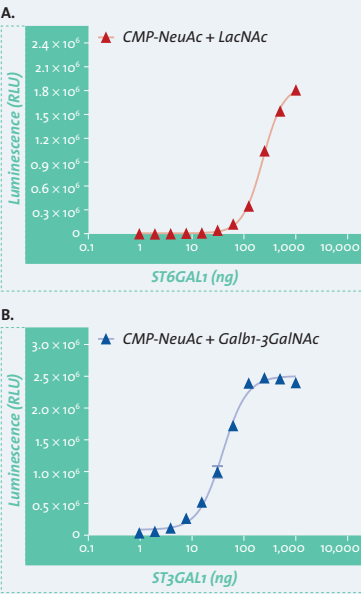 A.
CMP-NeuAc + LacNAc
Luminescence (RLU)
2.4 × 10⁶
2.1 × 10⁶
1.8 × 10⁶
1.5 × 10⁶
1.2 × 10⁶
0.9 × 10⁶
0.6 × 10⁶
0.3 × 10⁶
0
0.1 1 10 100 1,000 10,000
ST6GAL1 (ng)
B.
CMP-NeuAc + Galb1-3GalNAc
Luminescence (RLU)
3.0 × 10⁶
2.5 × 10⁶
2.0 × 10⁶
1.5 × 10⁶
1.0 × 10⁶
0.5 × 10⁶
0
0.1 1 10 100 1,000 10,000
ST3GAL1 (ng)